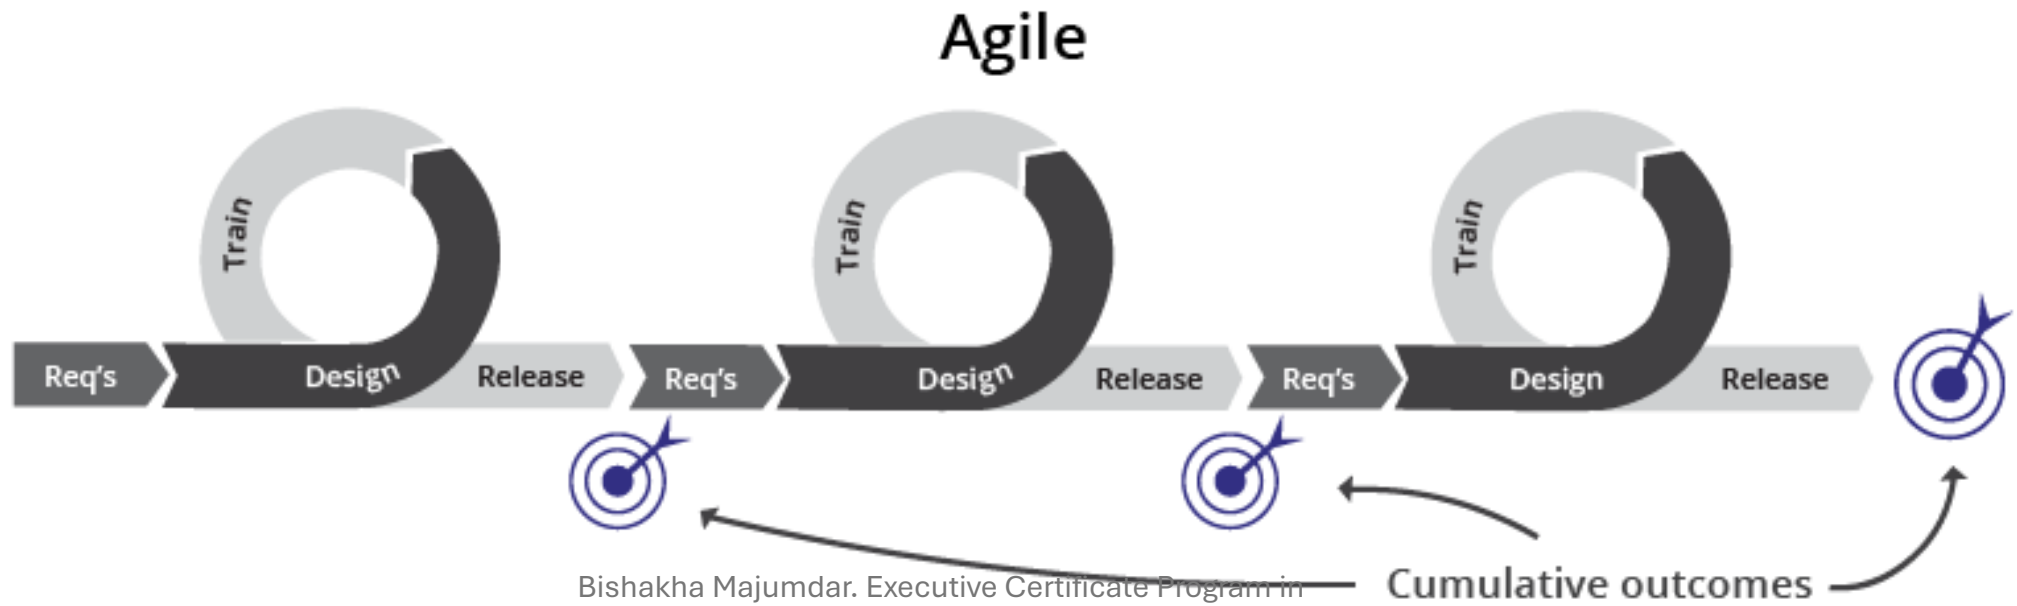 Agile
Train
Train
Train
Req's
Design
Release
Req's
Design
Release
Req's
Design
Release
Cumulative outcomes
Bishakha Majumdar. Executive Certificate Program in